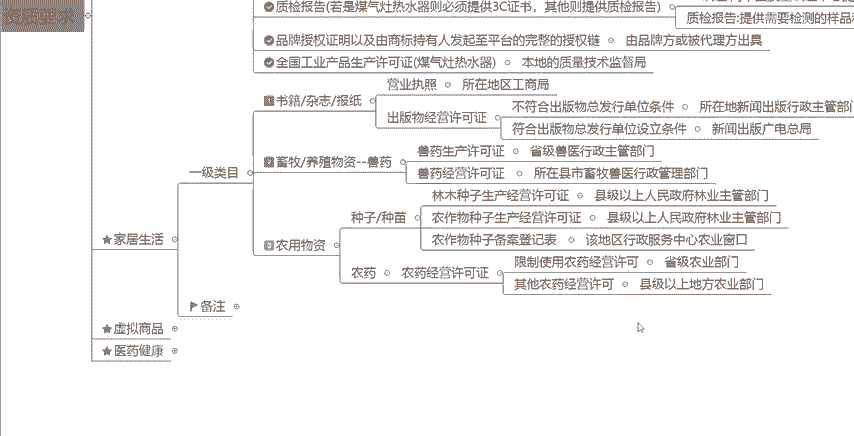 资质要求
质检报告(若是煤气灶热水器则必须提供3C证书，其他则提供质检报告)
质检报告:提供需要检测的样品
品牌授权证明以及由商标持有人发起至平台的完整的授权链
由品牌方或被代理方出具
全国工业产品生产许可证(煤气灶热水器)
本地的质量技术监督局
家居生活
一级类目
书籍/杂志/报纸
营业执照
所在地区工商局
出版物经营许可证
不符合出版物总发行单位条件
所在地新闻出版行政主管部门
符合出版物总发行单位设立条件
新闻出版广电总局
畜牧/养殖物资--兽药
兽药生产许可证
省级兽医行政主管部门
兽药经营许可证
所在县市畜牧兽医行政管理部门
农用物资
种子/种苗
林木种子生产经营许可证
县级以上人民政府林业主管部门
农作物种子生产经营许可证
县级以上人民政府林业主管部门
农作物种子备案登记表
该地区行政服务中心农业窗口
农药
农药经营许可证
限制使用农药经营许可
省级农业部门
其他农药经营许可
县级以上地方农业部门
备注
虚拟商品
医药健康